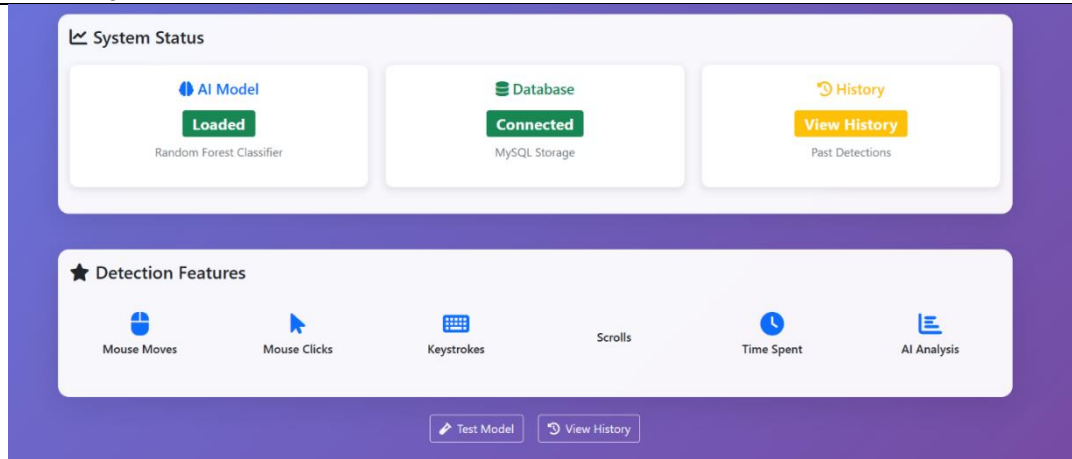 System Status
AI Model
Loaded
Random Forest Classifier
Database
Connected
MySQL Storage
History
View History
Past Detections
Detection Features
Mouse Moves
Mouse Clicks
Keystrokes
Scrolls
Time Spent
AI Analysis
Test Model
View History